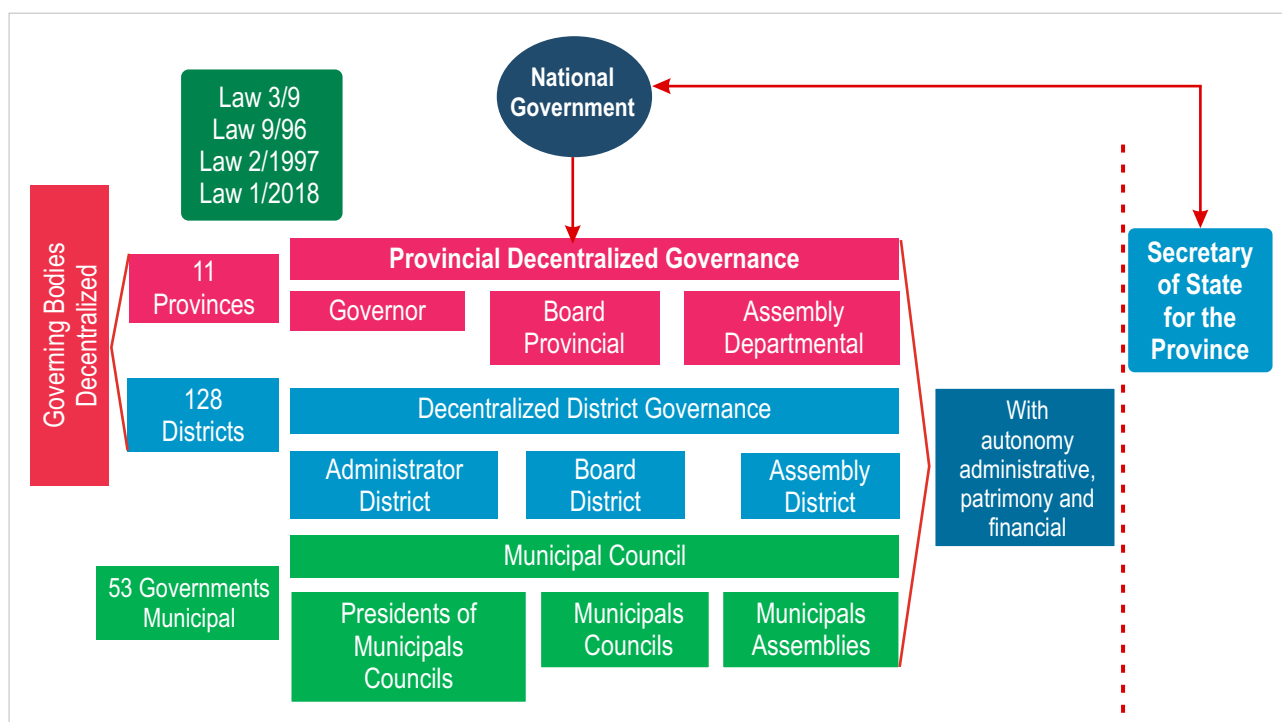 National
Government
Law 3/9
Law 9/96
Law 2/1997
Law 1/2018
Governing Bodies
Decentralized
11
Provinces
Provincial Decentralized Governance
Governor
Board
Provincial
Assembly
Departmental
Secretary
of State
for the
Province
128
Districts
Decentralized District Governance
Administrator
District
Board
District
Assembly
District
With
autonomy
administrative,
patrimony and
financial
53 Governments
Municipal
Municipal Council
Presidents of
Municipals
Councils
Municipals
Councils
Municipals
Assemblies